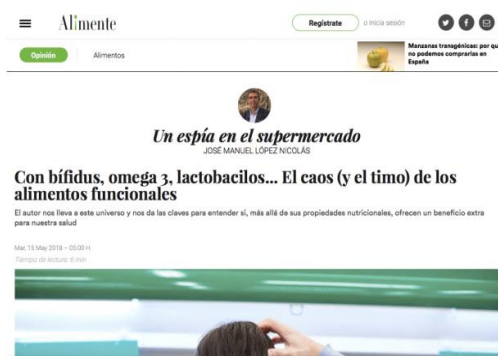 Alimente
Regístrate
o inicia sesión
Opinión
Alimentos
Manzanas transgénicas: por qu
no podemos comprarlas en
España
Un espía en el supermercado
JOSÉ MANUEL LÓPEZ NICOLÁS
Con bífidus, omega 3, lactobacilos... El caos (y el timo) de los
alimentos funcionales
El autor nos lleva a este universo y nos da las claves para entender si, más allá de sus propiedades nutricionales, ofrecen un beneficio extra
para nuestra salud
Mar, 15 May 2018 – 05:00 H.
Tiempo de lectura: 6 min